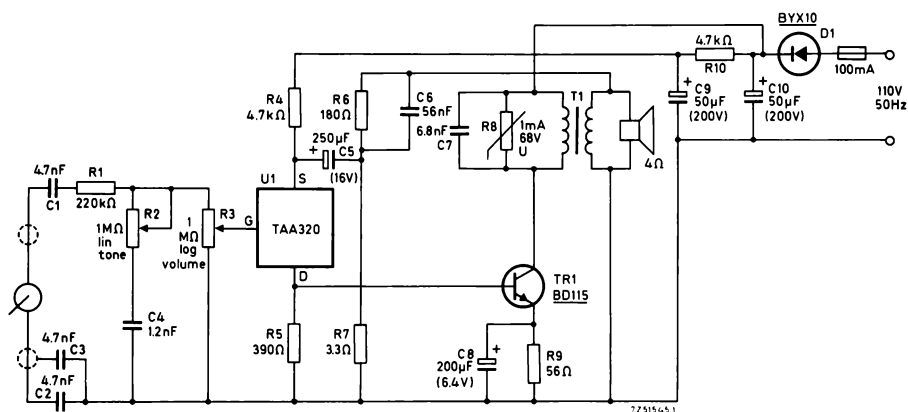 BYX10
D1
4.7kΩ
R10
100mA
110V
50Hz
C9
50µF
(200V)
C10
50µF
(200V)
R4
4.7kΩ
R6
180Ω
C6
56nF
6.8nF
C7
R8
1mA
68V
U
T1
4Ω
250µF
+
C5
(16V)
U1
S
4.7nF
C1
R1
220kΩ
R2
1MΩ
lin
tone
R3
1
MΩ
log
volume
G
TAA320
D
TR1
BD115
C4
1.2nF
R5
390Ω
R7
3.3Ω
C8
200µF
(6.4V)
+
R9
56Ω
4.7nF
C3
4.7nF
C2
7Z51545.1